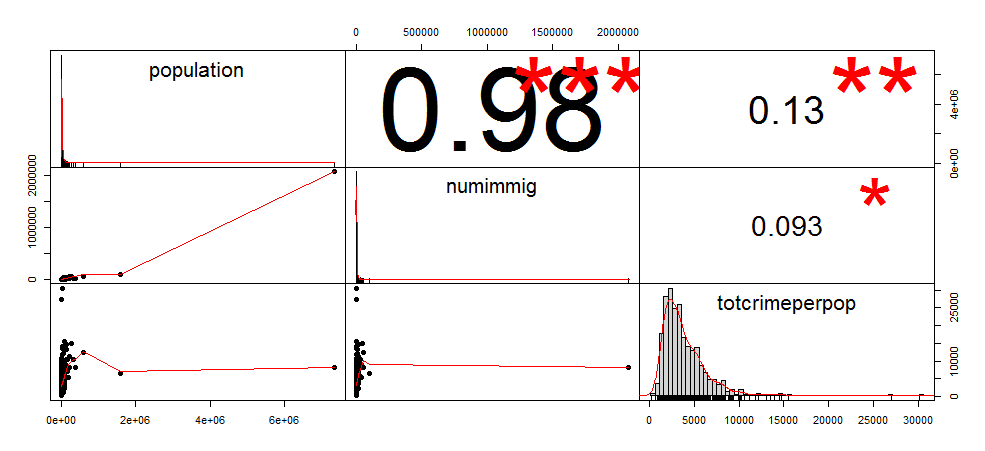 0 500000 1000000 1500000 2000000
population
0.98 ***
0.13 **
0e+00 4e+06
0 1000000 2000000
numimmig
0.093 *
totcrimeperpop
0 10000 25000
0e+00 2e+06 4e+06 6e+06
0 5000 10000 15000 20000 25000 30000